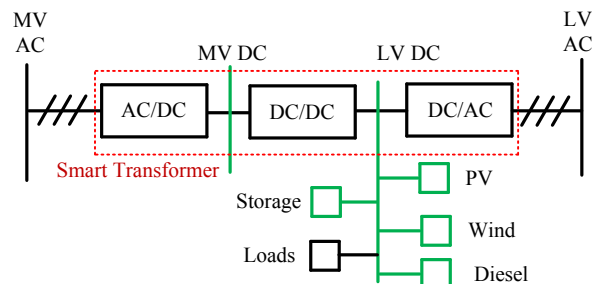 MV
AC
MV DC
LV DC
LV
AC
AC/DC
DC/DC
DC/AC
Smart Transformer
PV
Storage
Wind
Loads
Diesel